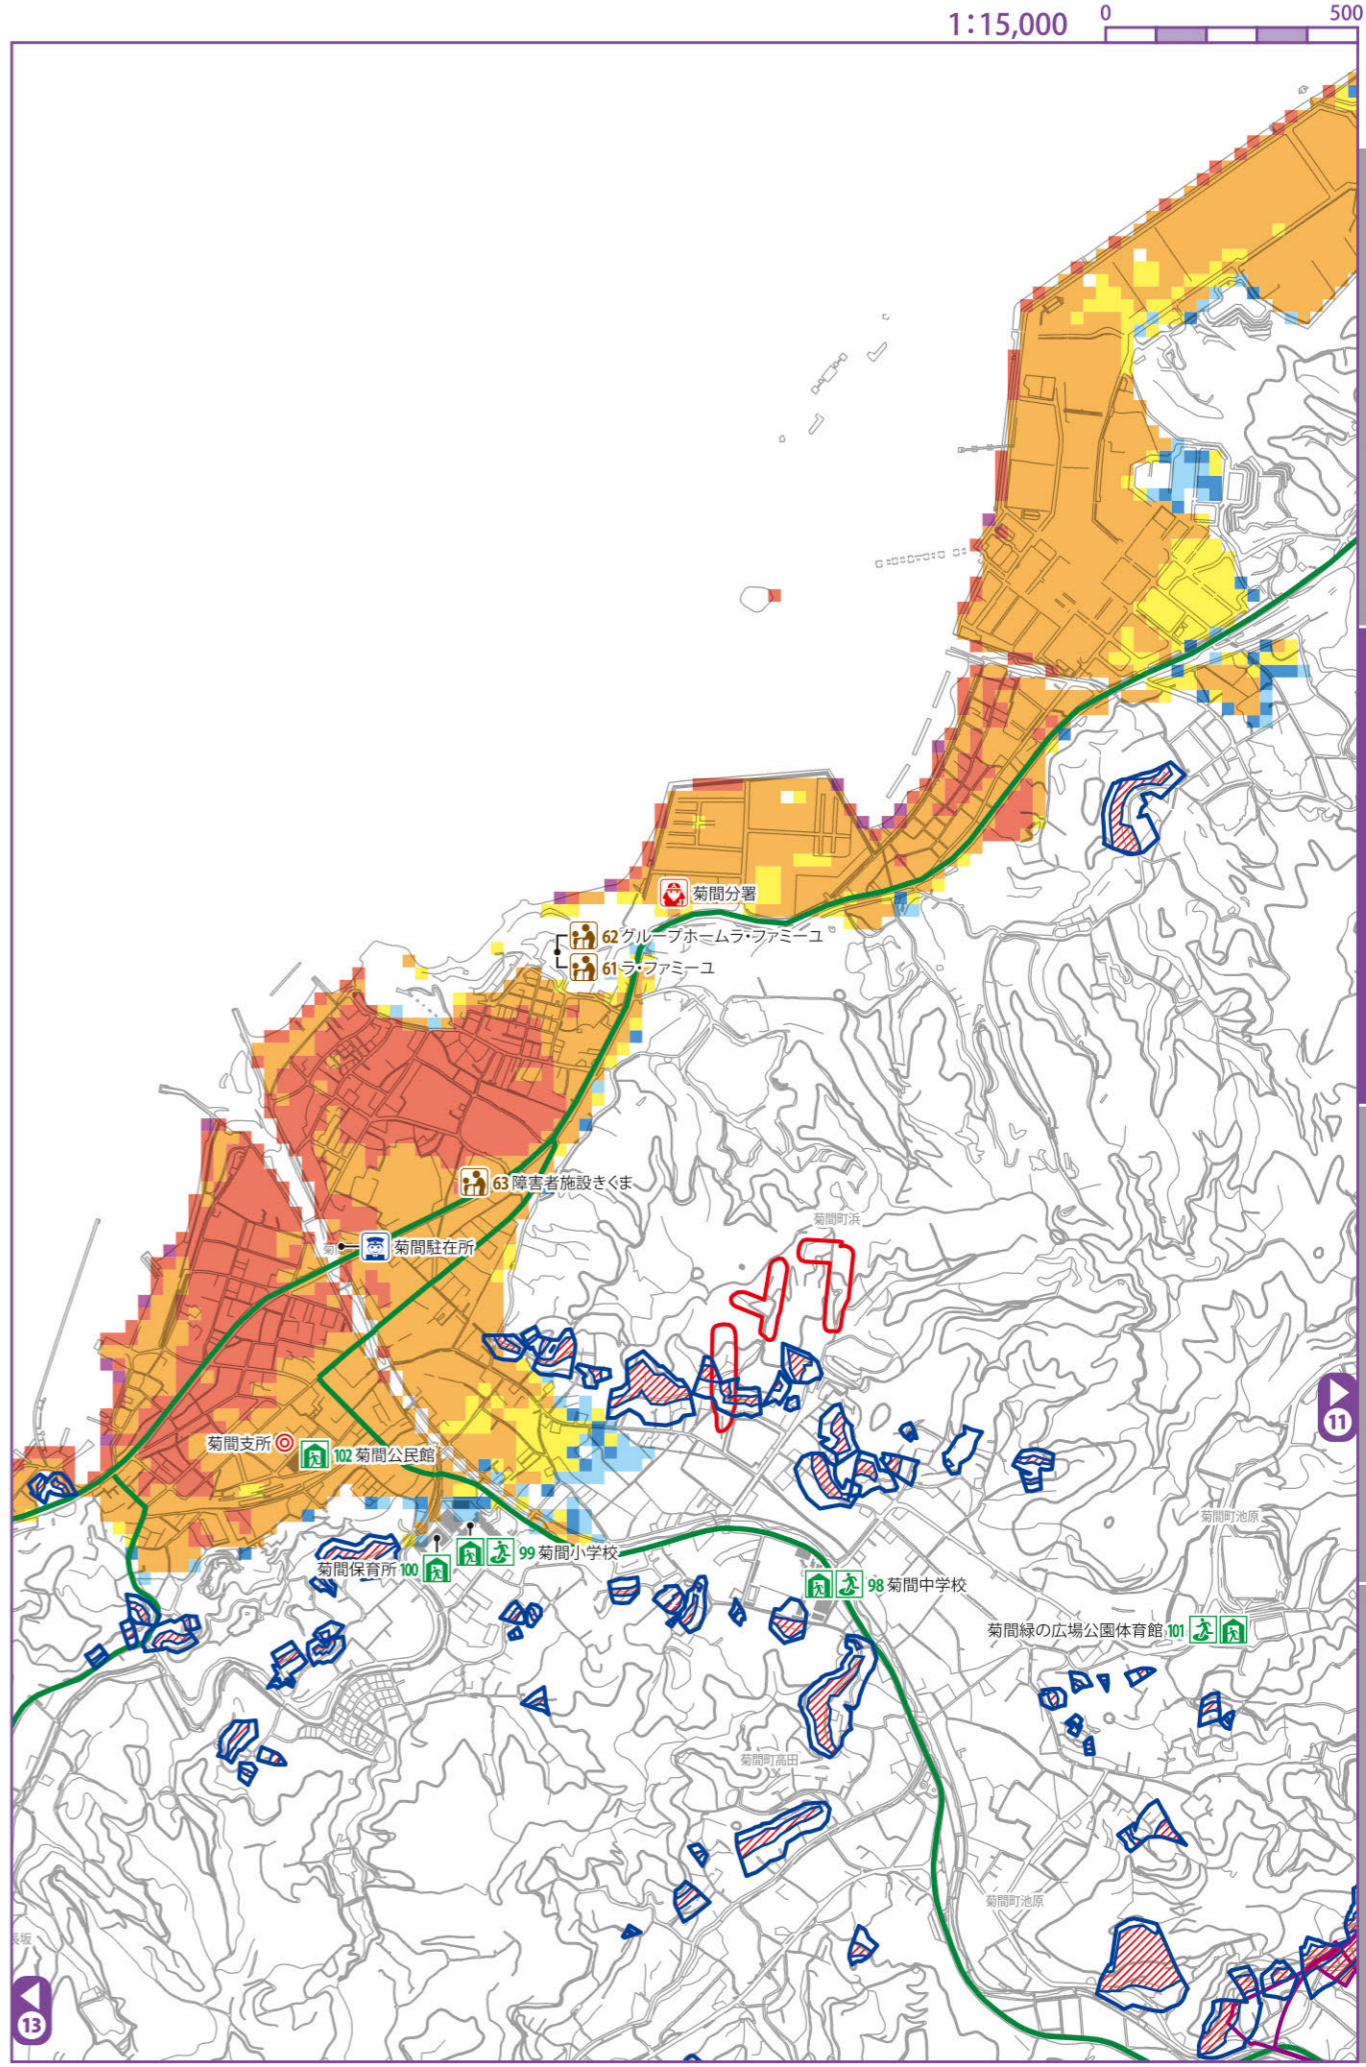 1:15,000
0
500
菊間分署
62 グループホームラ・ファミーユ
61 ラ・ファミーユ
63 障害者施設きくま
菊間町浜
菊
菊間駐在所
11
菊間支所
102 菊間公民館
菊間町池原
99 菊間小学校
菊間保育所 100
98 菊間中学校
菊間緑の広場公園体育館 101
菊間町高田
菊間町池原
長坂
13